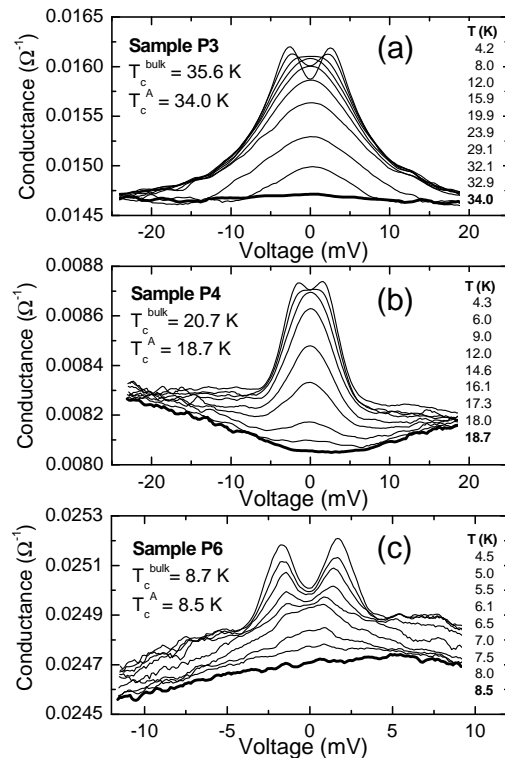 0.0165
0.0160
0.0155
0.0150
0.0145
Conductance (Ω⁻¹)
Sample P3
T_c^bulk = 35.6 K
T_c^A = 34.0 K
(a)
T (K)
4.2
8.0
12.0
15.9
19.9
23.9
29.1
32.1
32.9
34.0
-20 -10 0 10 20
Voltage (mV)
0.0088
0.0086
0.0084
0.0082
0.0080
Conductance (Ω⁻¹)
Sample P4
T_c^bulk = 20.7 K
T_c^A = 18.7 K
(b)
T (K)
4.3
6.0
9.0
12.0
14.6
16.1
17.3
18.0
18.7
-20 -10 0 10 20
Voltage (mV)
0.0253
0.0251
0.0249
0.0247
0.0245
Conductance (Ω⁻¹)
Sample P6
T_c^bulk = 8.7 K
T_c^A = 8.5 K
(c)
T (K)
4.5
5.0
5.5
6.1
6.5
7.0
7.5
8.0
8.5
-10 -5 0 5 10
Voltage (mV)